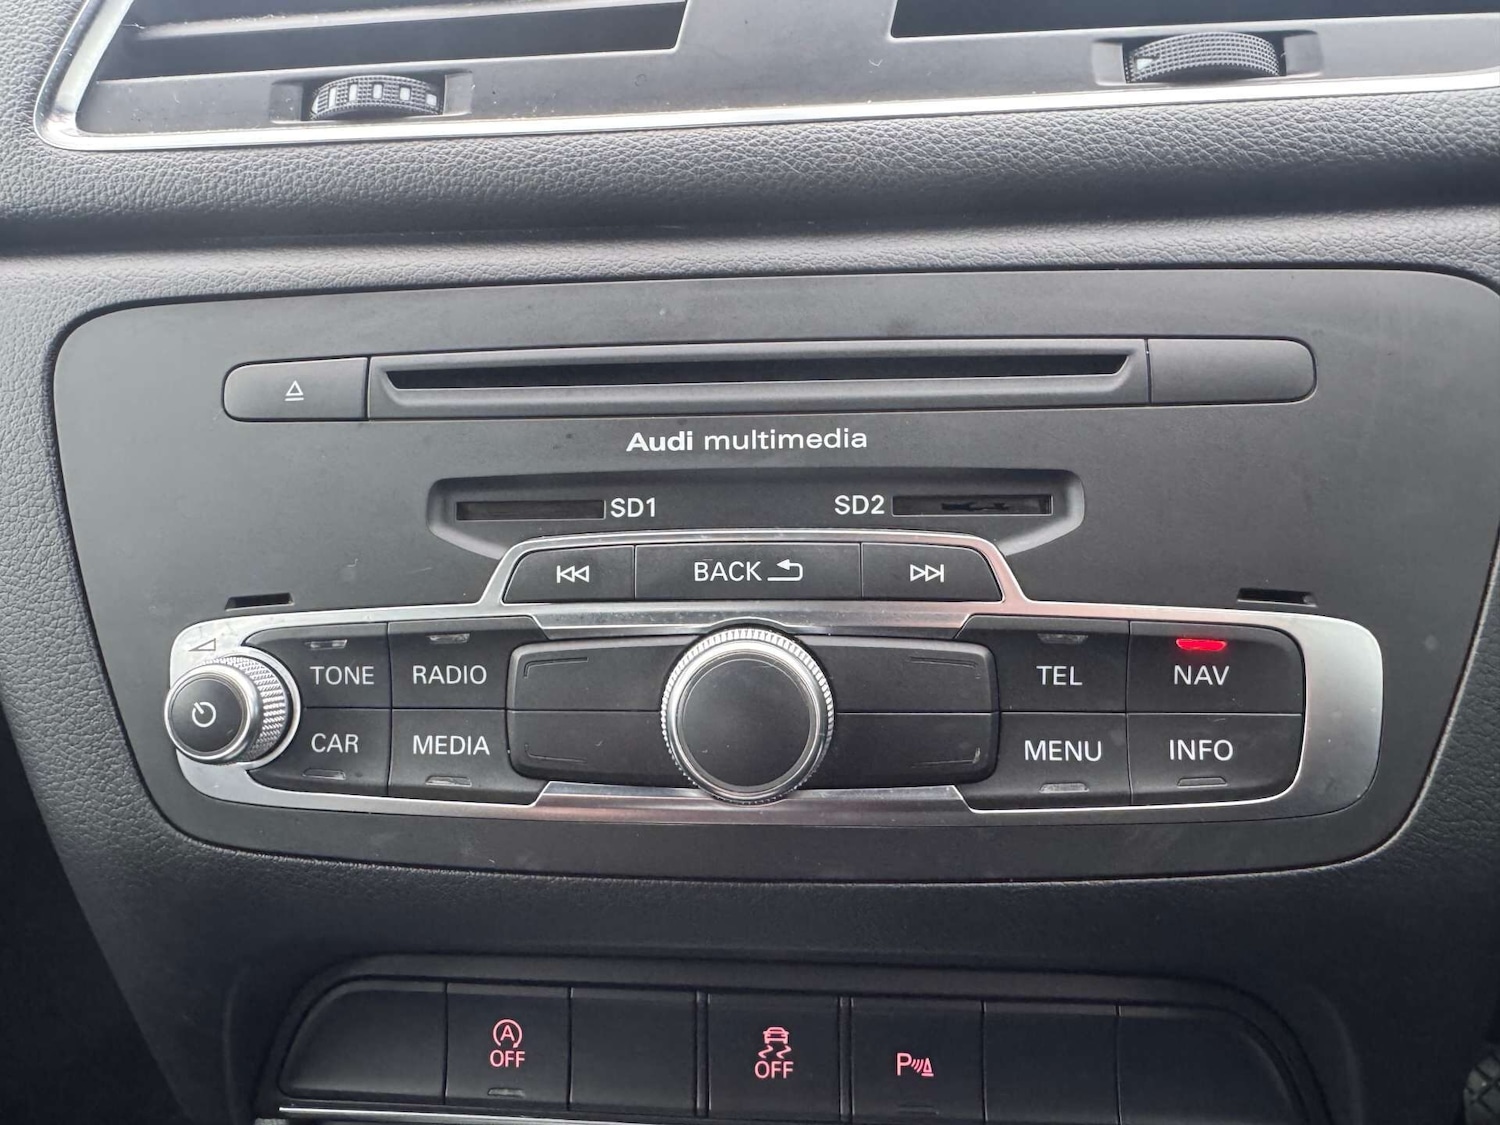 Audi multimedia
SD1 SD2
BACK
TONE RADIO TEL NAV
CAR MEDIA MENU INFO
A
OFF OFF P